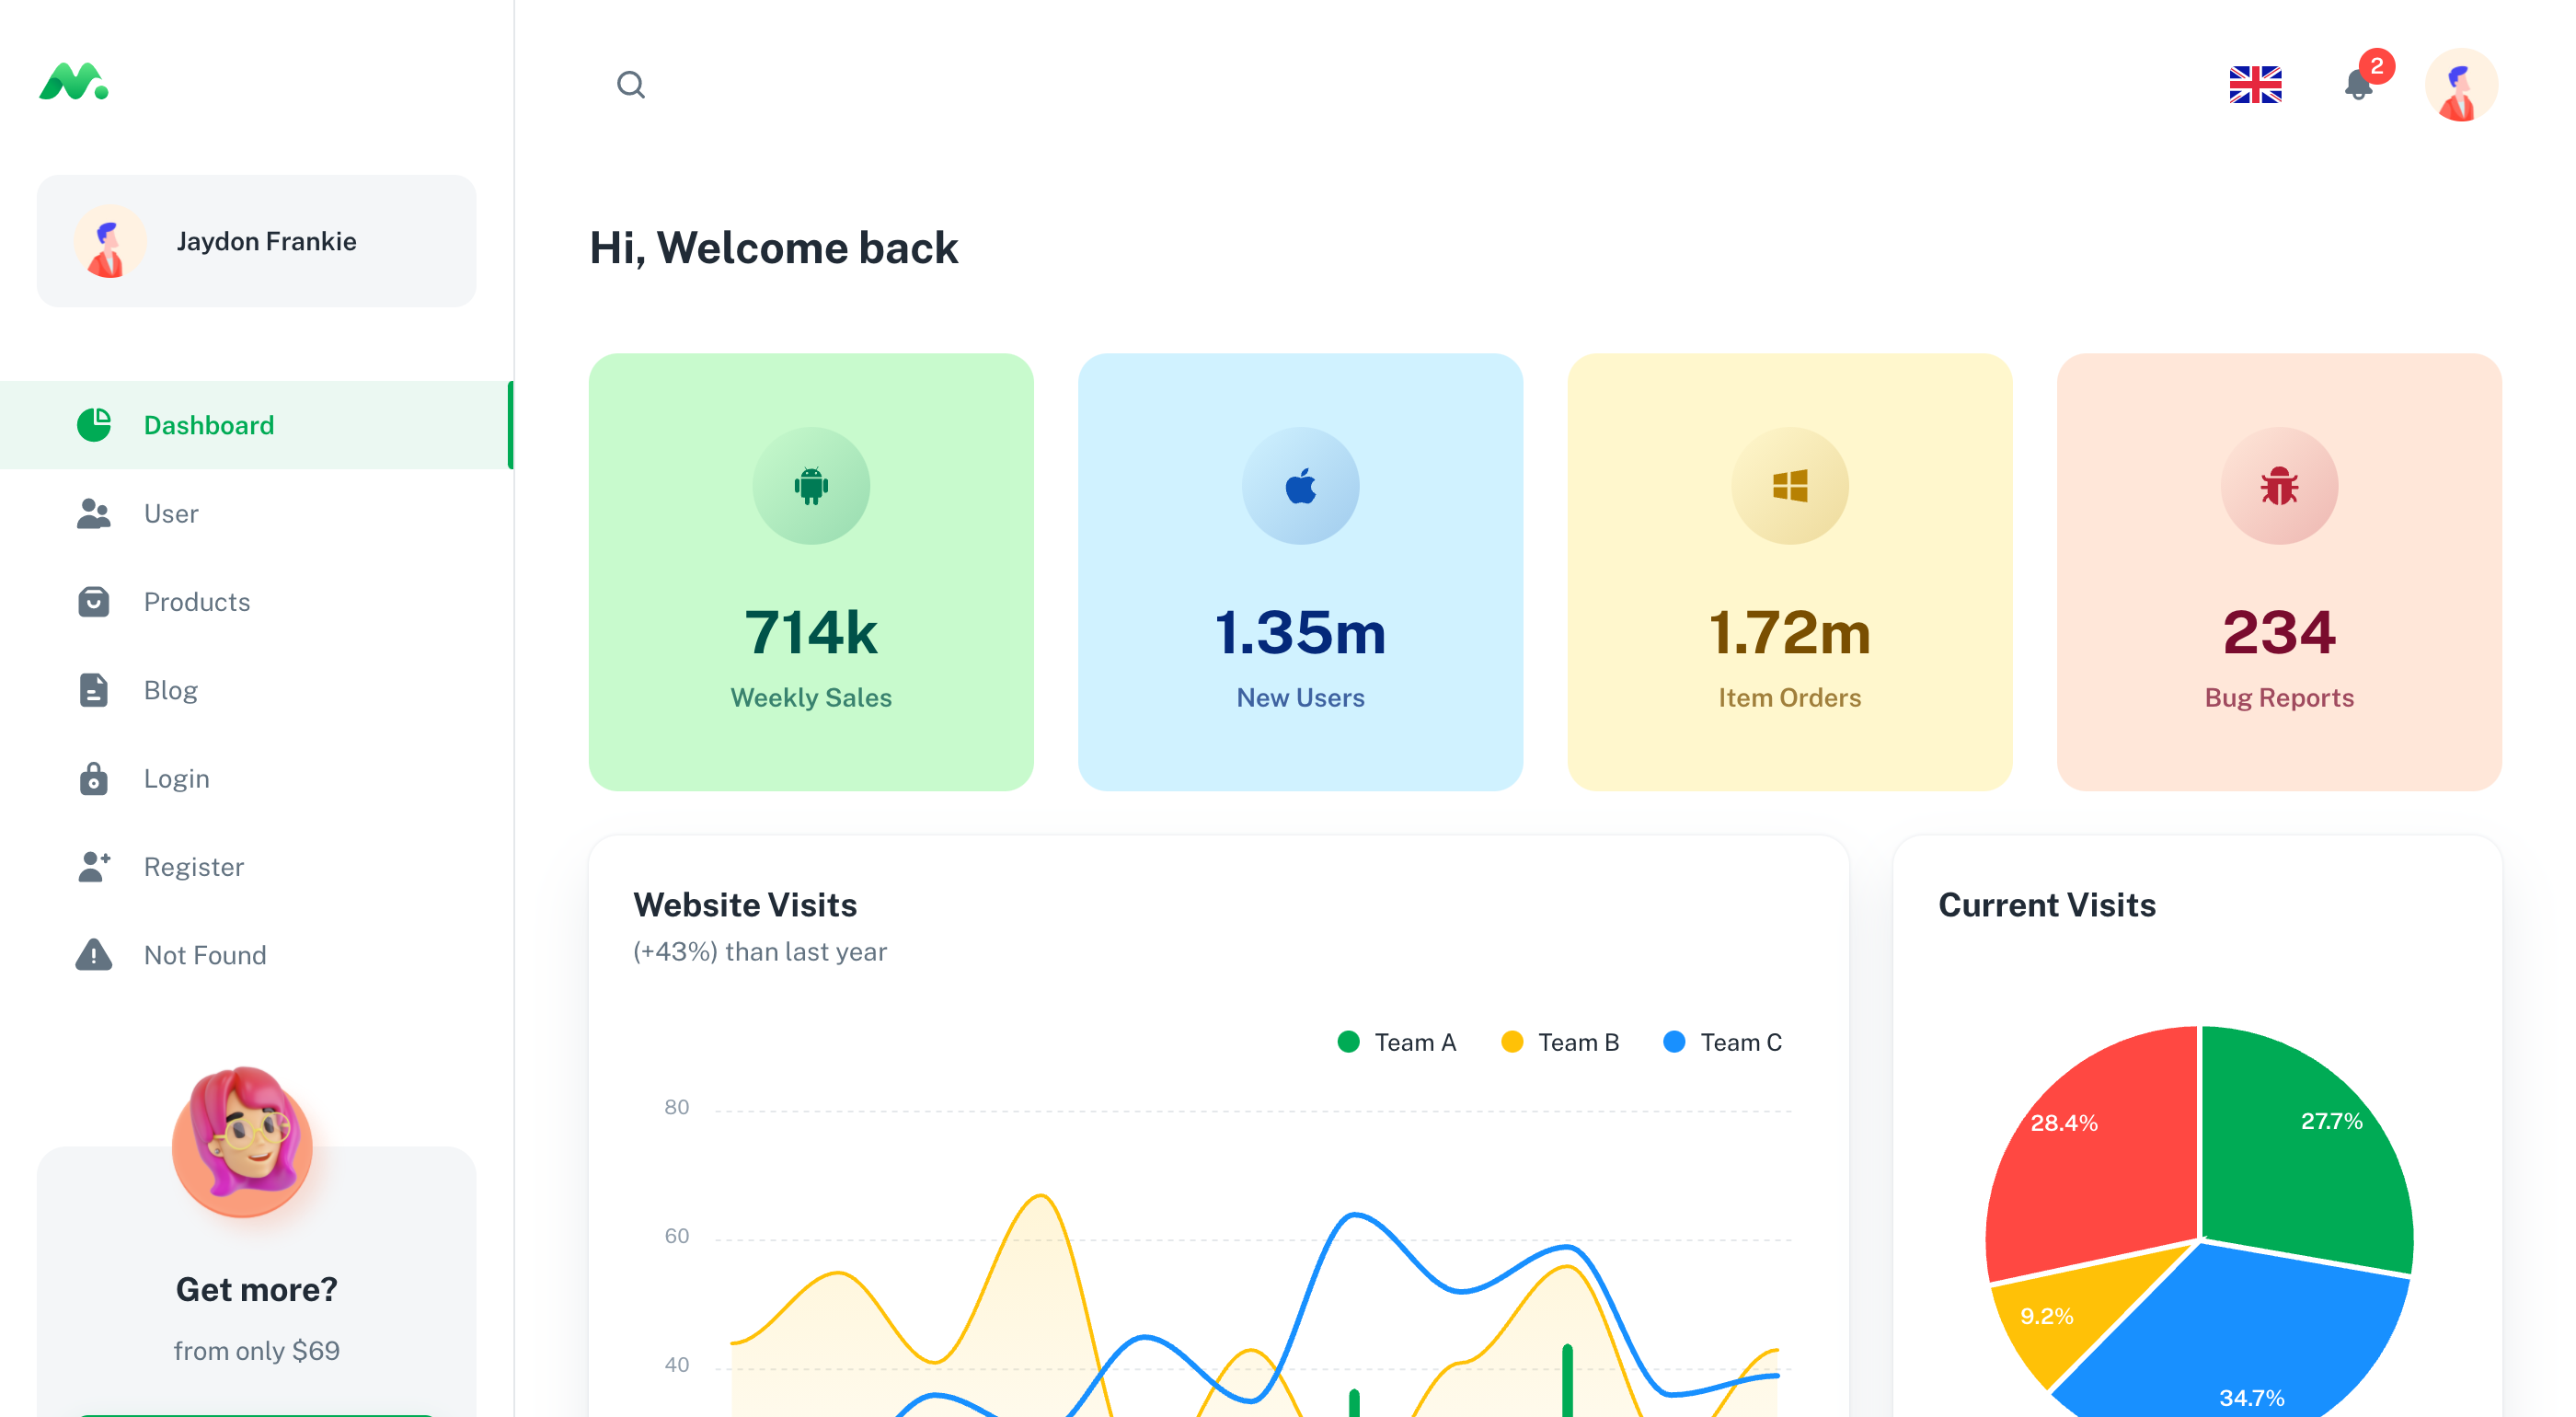 2
Jaydon Frankie
Hi, Welcome back
Dashboard
User
Products
Blog
Login
Register
Not Found
714k
Weekly Sales
1.35m
New Users
1.72m
Item Orders
234
Bug Reports
Website Visits
(+43%) than last year
Team A
Team B
Team C
80
60
40
Current Visits
28.4%
27.7%
9.2%
34.7%
Get more?
from only $69